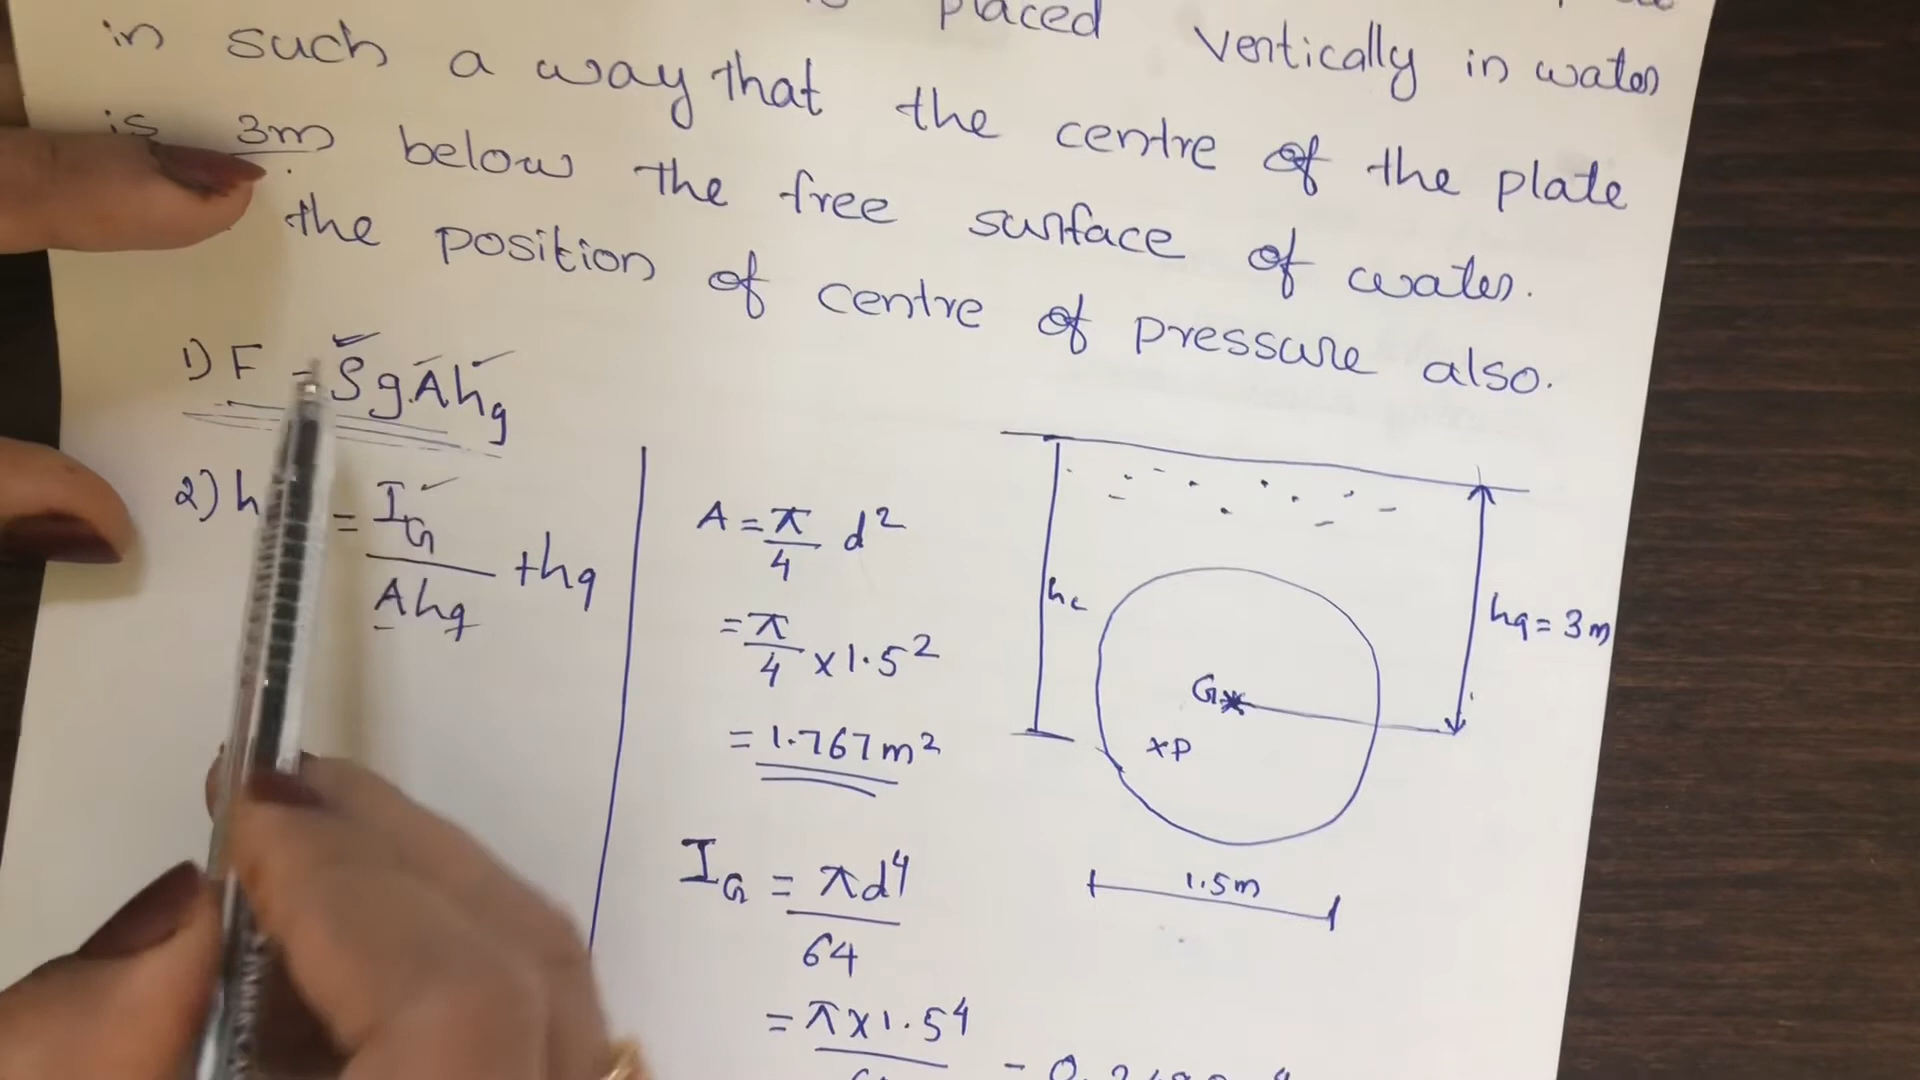 placed vertically in water
in such a way that the centre of the plate
is 3m below the free surface of water.
the position of centre of pressure also.
1) F = ρgAhg
2) h = IG / Ahg + hg
A = π/4 d²
= π/4 × 1.5²
= 1.767 m²
IG = πd⁴ / 64
= π×1.5⁴
hc
hg = 3m
G
×P
1.5m